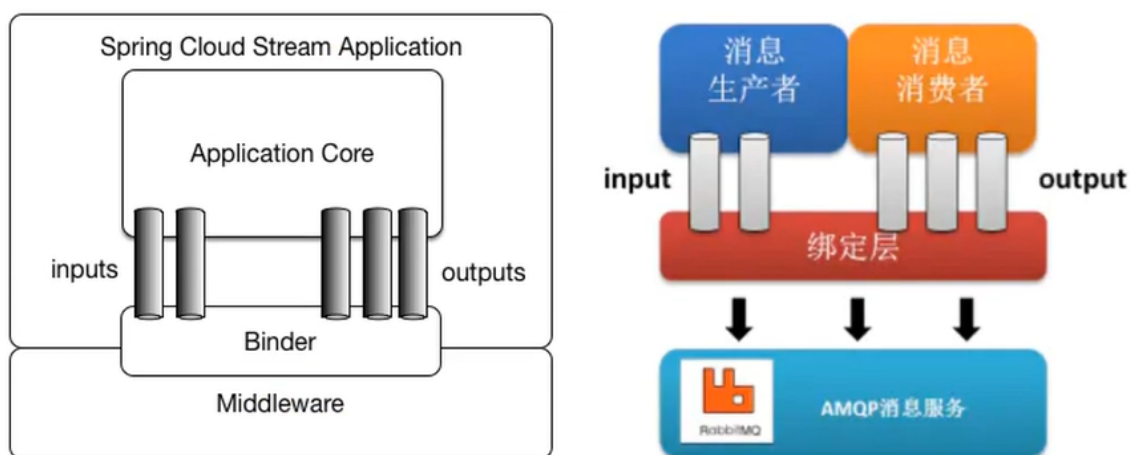 Spring Cloud Stream Application
Application Core
inputs
outputs
Binder
Middleware
消息
生产者
消息
消费者
input
output
绑定层
RabbitMQ
AMQP消息服务